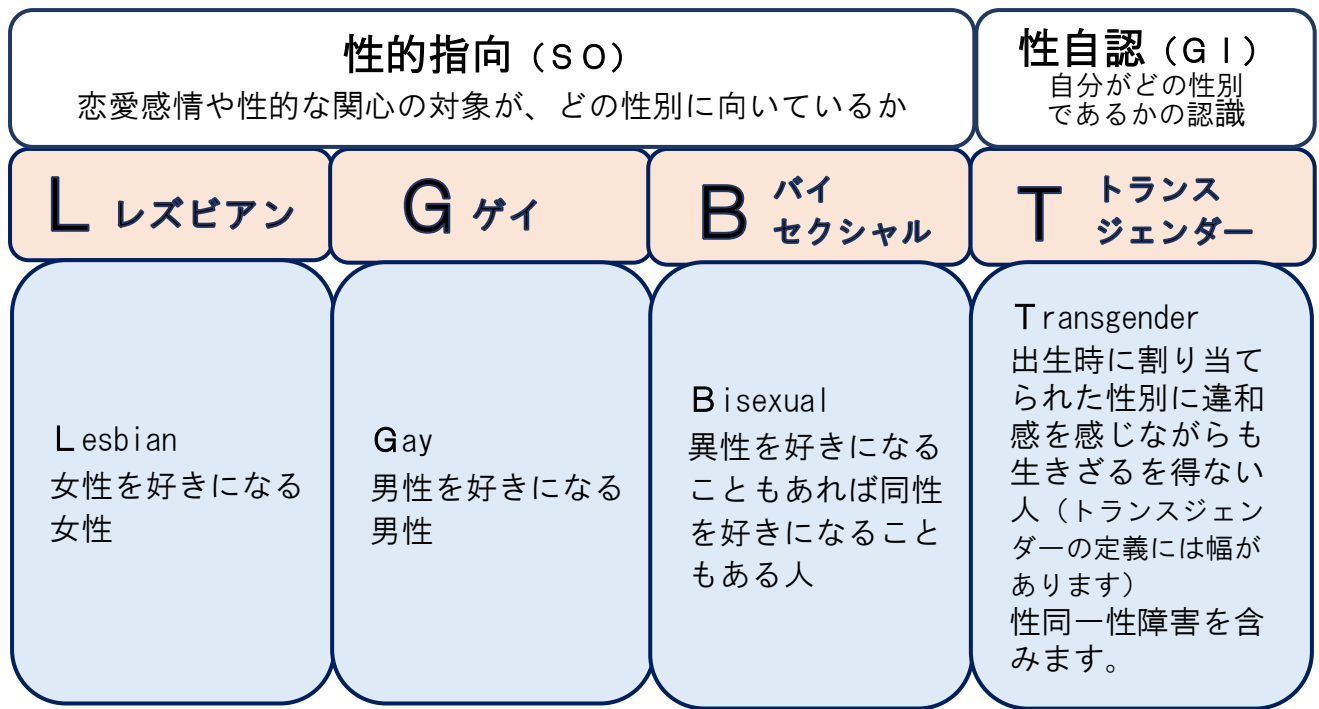 性的指向（ＳＯ）
恋愛感情や性的な関心の対象が、どの性別に向いているか
性自認（ＧＩ）
自分がどの性別
であるかの認識
L レズビアン
G ゲイ
B バイ
セクシャル
T トランス
ジェンダー
Ｌesbian
女性を好きになる
女性
Ｇay
男性を好きになる
男性
Ｂisexual
異性を好きになる
こともあれば同性
を好きになること
もある人
Ｔransgender
出生時に割り当て
られた性別に違和
感を感じながらも
生きざるを得ない
人（トランスジェン
ダーの定義には幅が
あります）
性同一性障害を含
みます。